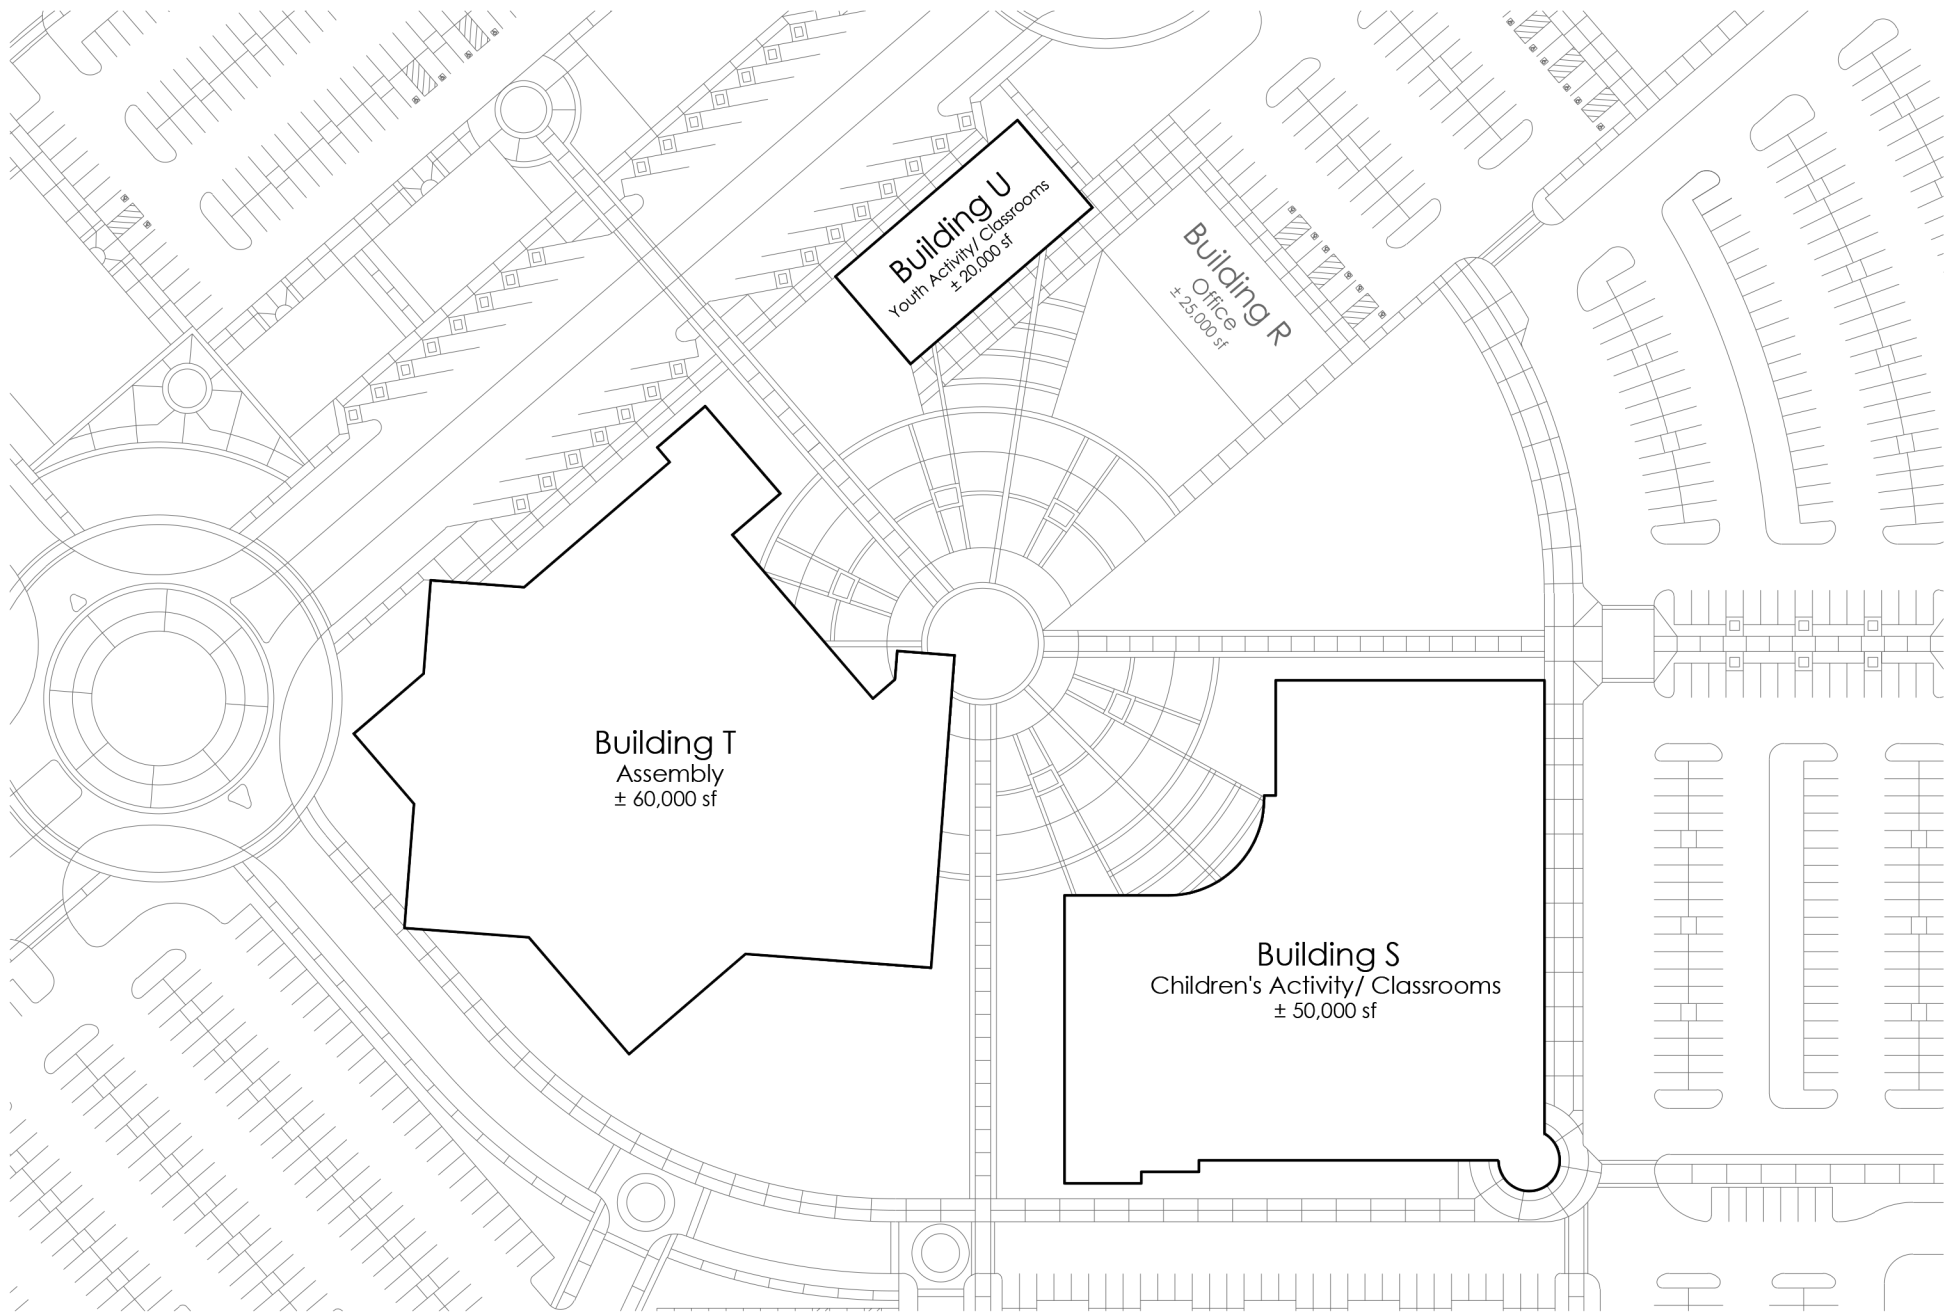 Building U
Youth Activity/ Classrooms
± 20,000 sf
Building R
Office
± 25,000 sf
Building T
Assembly
± 60,000 sf
Building S
Children's Activity/ Classrooms
± 50,000 sf